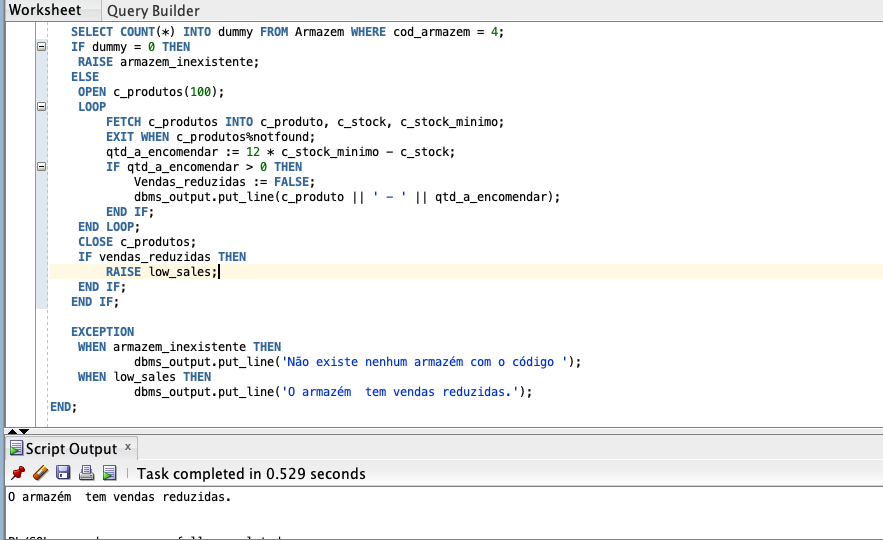 Worksheet Query Builder
SELECT COUNT(*) INTO dummy FROM Armazem WHERE cod_armazem = 4;
IF dummy = 0 THEN
RAISE armazem_inexistente;
ELSE
OPEN c_produtos(100);
LOOP
FETCH c_produtos INTO c_produto, c_stock, c_stock_minimo;
EXIT WHEN c_produtos%notfound;
qtd_a_encomendar := 12 * c_stock_minimo - c_stock;
IF qtd_a_encomendar > 0 THEN
Vendas_reduzidas := FALSE;
dbms_output.put_line(c_produto || ' - ' || qtd_a_encomendar);
END IF;
END LOOP;
CLOSE c_produtos;
IF vendas_reduzidas THEN
RAISE low_sales;
END IF;
END IF;
EXCEPTION
WHEN armazem_inexistente THEN
dbms_output.put_line('Não existe nenhum armazém com o código ');
WHEN low_sales THEN
dbms_output.put_line('O armazém  tem vendas reduzidas.');
END;
Script Output x
Task completed in 0.529 seconds
O armazém  tem vendas reduzidas.